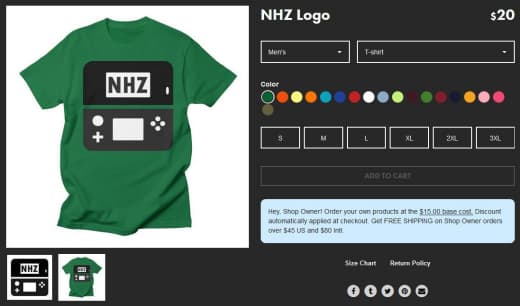 NHZ
NHZ
NHZ
NHZ Logo
$20
Men's
T-shirt
Color
S
M
L
XL
2XL
3XL
ADD TO CART
Hey, Shop Owner! Order your own products at the $15.00 base cost. Discount
automatically applied at checkout. Get FREE SHIPPING on Shop Owner orders
over $45 US and $80 Intl.
Size Chart
Return Policy